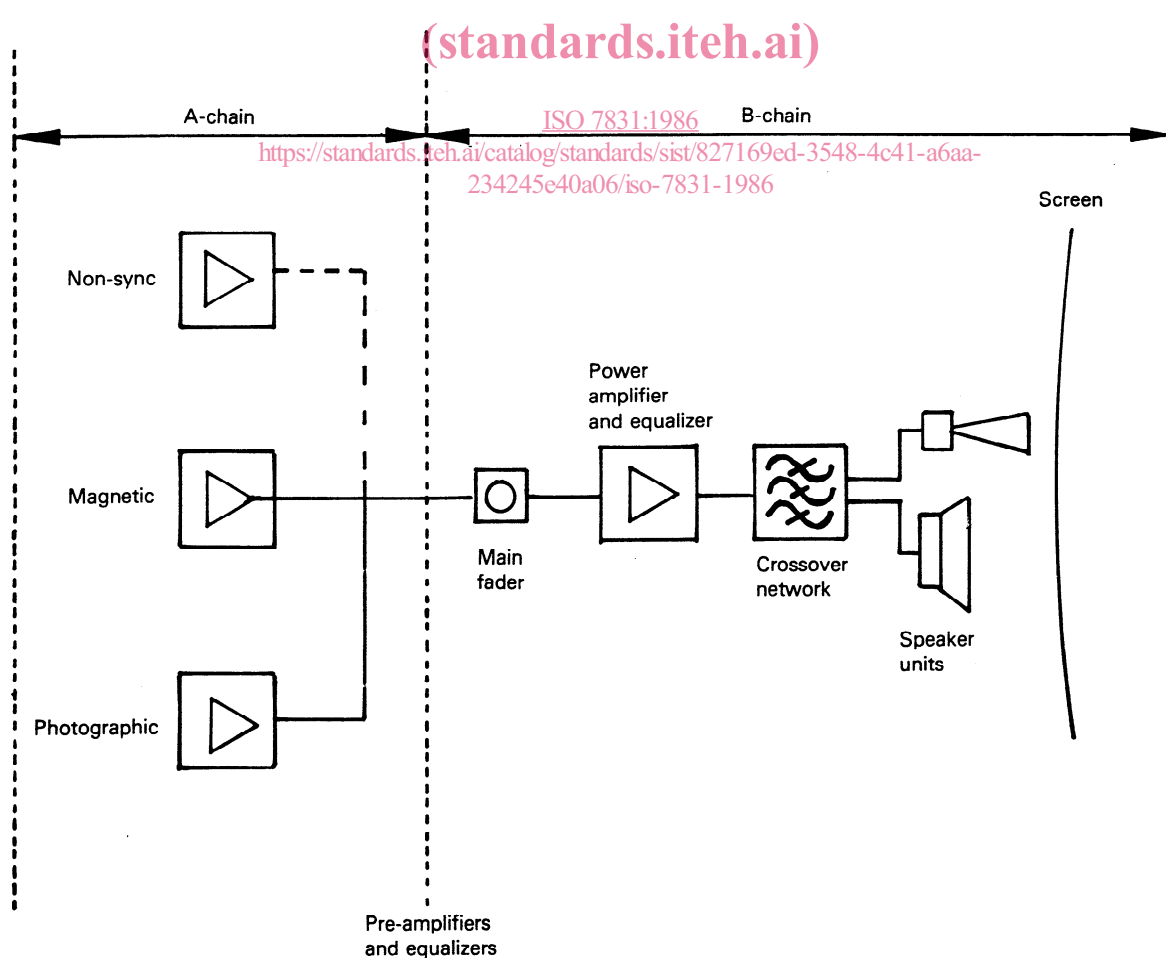 (standards.iteh.ai)
A-chain
ISO 7831:1986
B-chain
https://standards.iteh.ai/catalog/standards/sist/827169ed-3548-4c41-a6aa-
234245e40a06/iso-7831-1986
Screen
Non-sync
Power
amplifier
and equalizer
Magnetic
Main
fader
Crossover
network
Speaker
units
Photographic
Pre-amplifiers
and equalizers